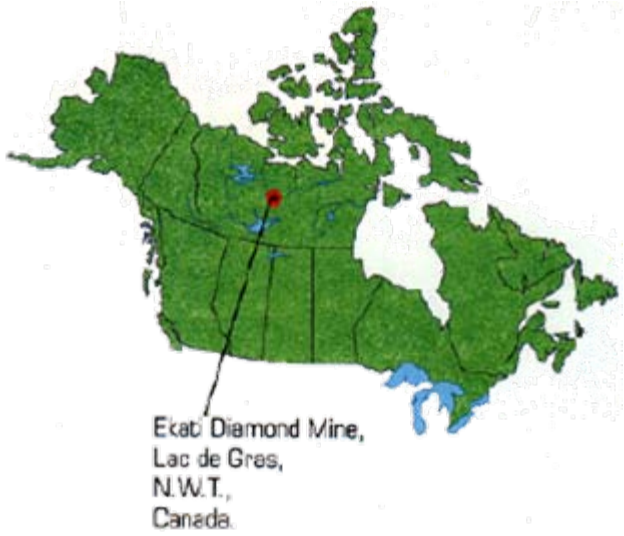 Ekati Diamond Mine,
Lac de Gras,
N.W.T.,
Canada.